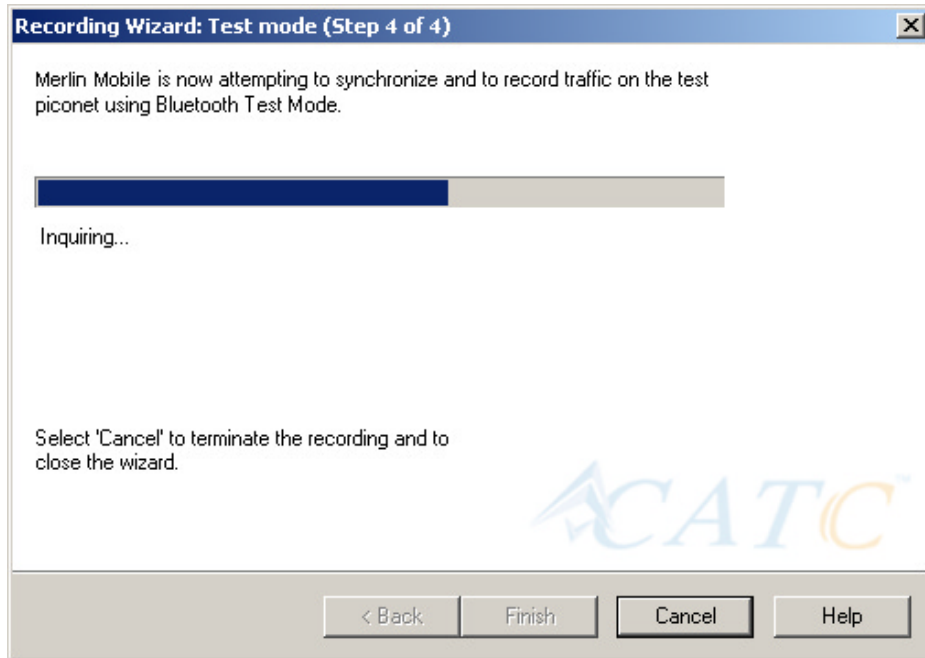 Recording Wizard: Test mode (Step 4 of 4)
Merlin Mobile is now attempting to synchronize and to record traffic on the test
piconet using Bluetooth Test Mode.
Inquiring...
Select 'Cancel' to terminate the recording and to
close the wizard.
CATC™
< Back
Finish
Cancel
Help